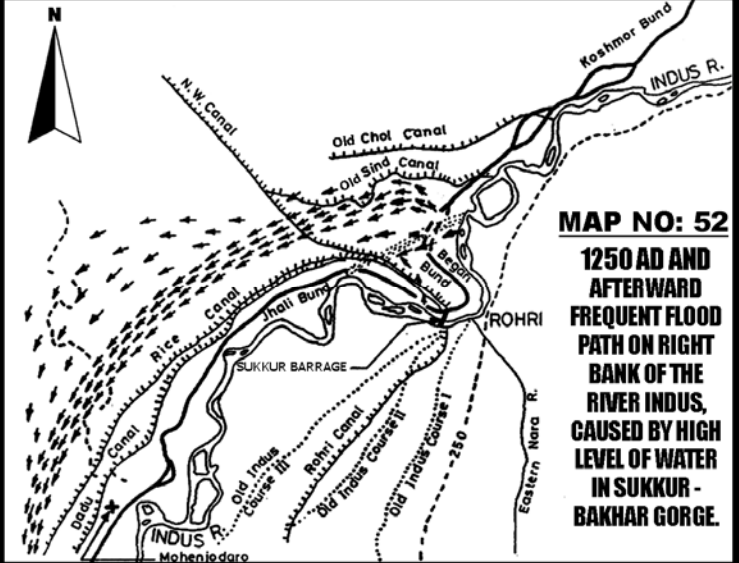 N
Koshmor Bund
INDUS R.
N.W. Canal
Old Chol Canal
Old Sind Canal
MAP NO: 52
1250 AD AND
AFTERWARD
FREQUENT FLOOD
PATH ON RIGHT
BANK OF THE
RIVER INDUS,
CAUSED BY HIGH
LEVEL OF WATER
IN SUKKUR -
BAKHAR GORGE.
Begari
Bund
Rice Canal
Jhali Bund
ROHRI
SUKKUR BARRAGE
Old Indus
Course III
Rohri Canal
Old Indus Course II
Old Indus Course I
250
Eastern Nara R.
Dadu Canal
INDUS R.
Mohenjodaro